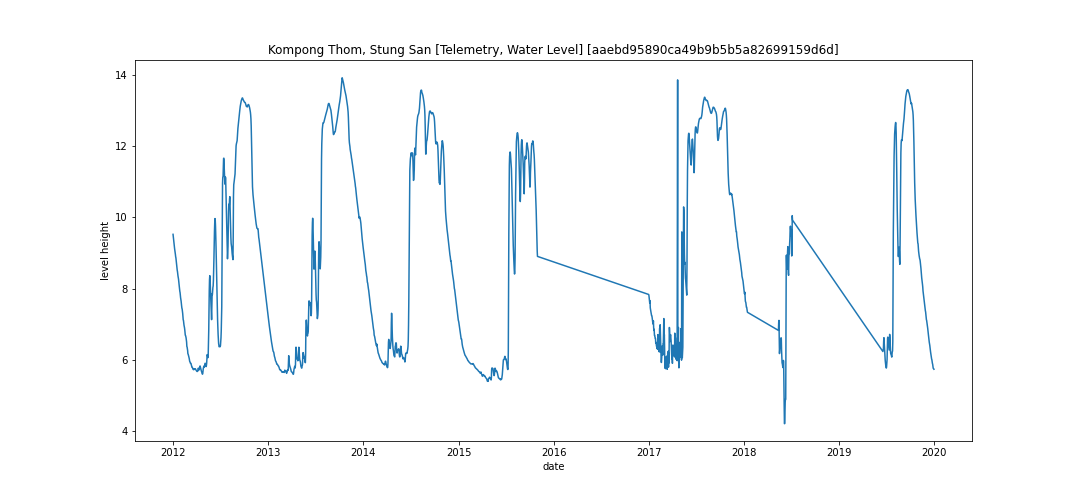 Kompong Thom, Stung San [Telemetry, Water Level] [aaebd95890ca49b9b5b5a82699159d6d]
14
12
10
8
6
4
level height
2012 2013 2014 2015 2016 2017 2018 2019 2020
date